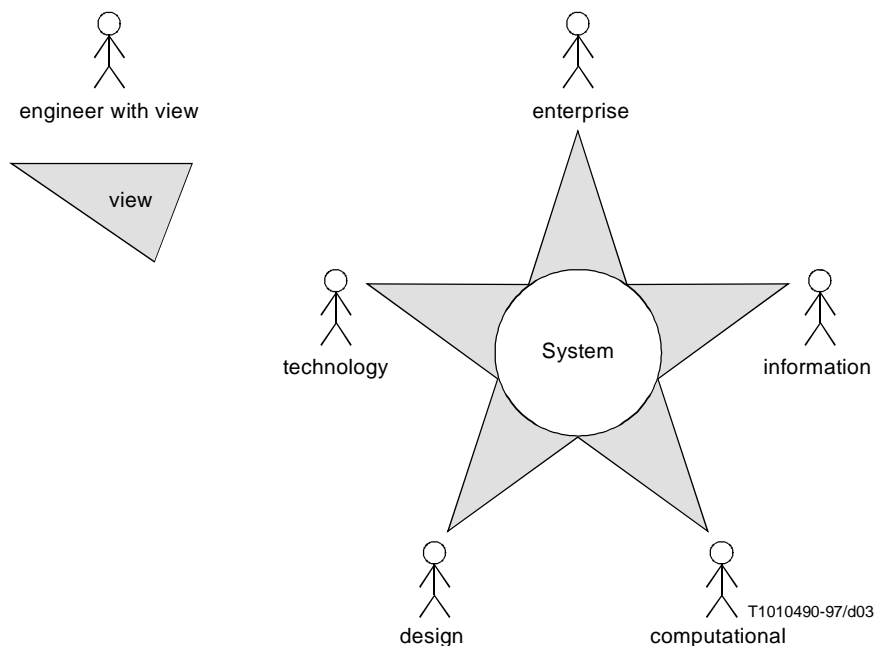 engineer with view
enterprise
view
System
technology
information
T1010490-97/d03
design
computational